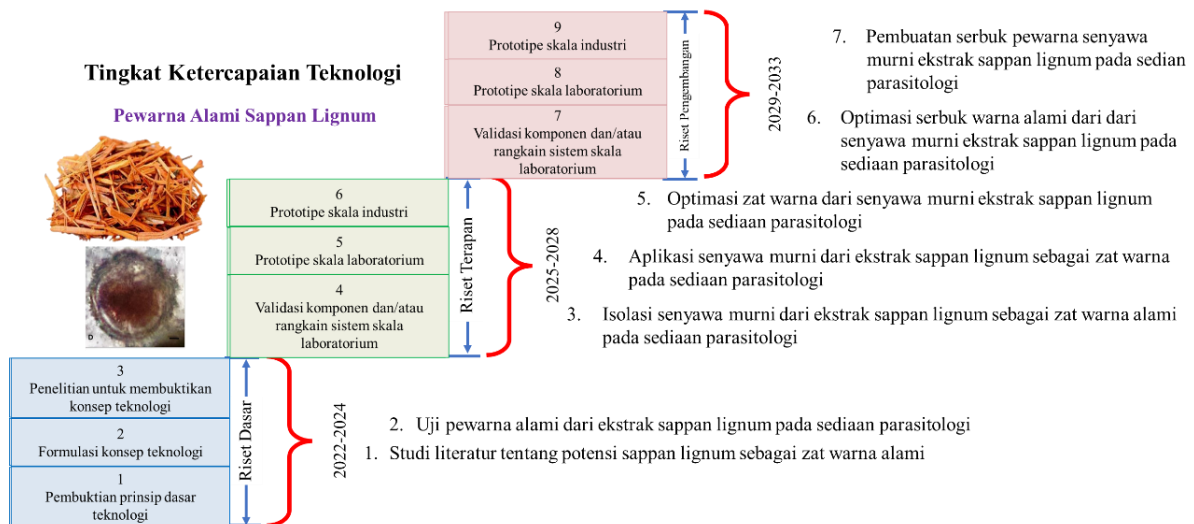 Tingkat Ketercapaian Teknologi
Pewarna Alami Sappan Lignum
9
Prototipe skala industri
8
Prototipe skala laboratorium
7
Validasi komponen dan/atau
rangkain sistem skala
laboratorium
Riset Pengembangan
2029-2033
7. Pembuatan serbuk pewarna senyawa
murni ekstrak sappan lignum pada sedian
parasitologi
6. Optimasi serbuk warna alami dari dari
senyawa murni ekstrak sappan lignum pada
sediaan parasitologi
6
Prototipe skala industri
5
Prototipe skala laboratorium
4
Validasi komponen dan/atau
rangkain sistem skala
laboratorium
Riset Terapan
2025-2028
5. Optimasi zat warna dari senyawa murni ekstrak sappan lignum
pada sediaan parasitologi
4. Aplikasi senyawa murni dari ekstrak sappan lignum sebagai zat warna
pada sediaan parasitologi
3. Isolasi senyawa murni dari ekstrak sappan lignum sebagai zat warna alami
pada sediaan parasitologi
3
Penelitian untuk membuktikan
konsep teknologi
2
Formulasi konsep teknologi
1
Pembuktian prinsip dasar
teknologi
Riset Dasar
2022-2024
2. Uji pewarna alami dari ekstrak sappan lignum pada sediaan parasitologi
1. Studi literatur tentang potensi sappan lignum sebagai zat warna alami